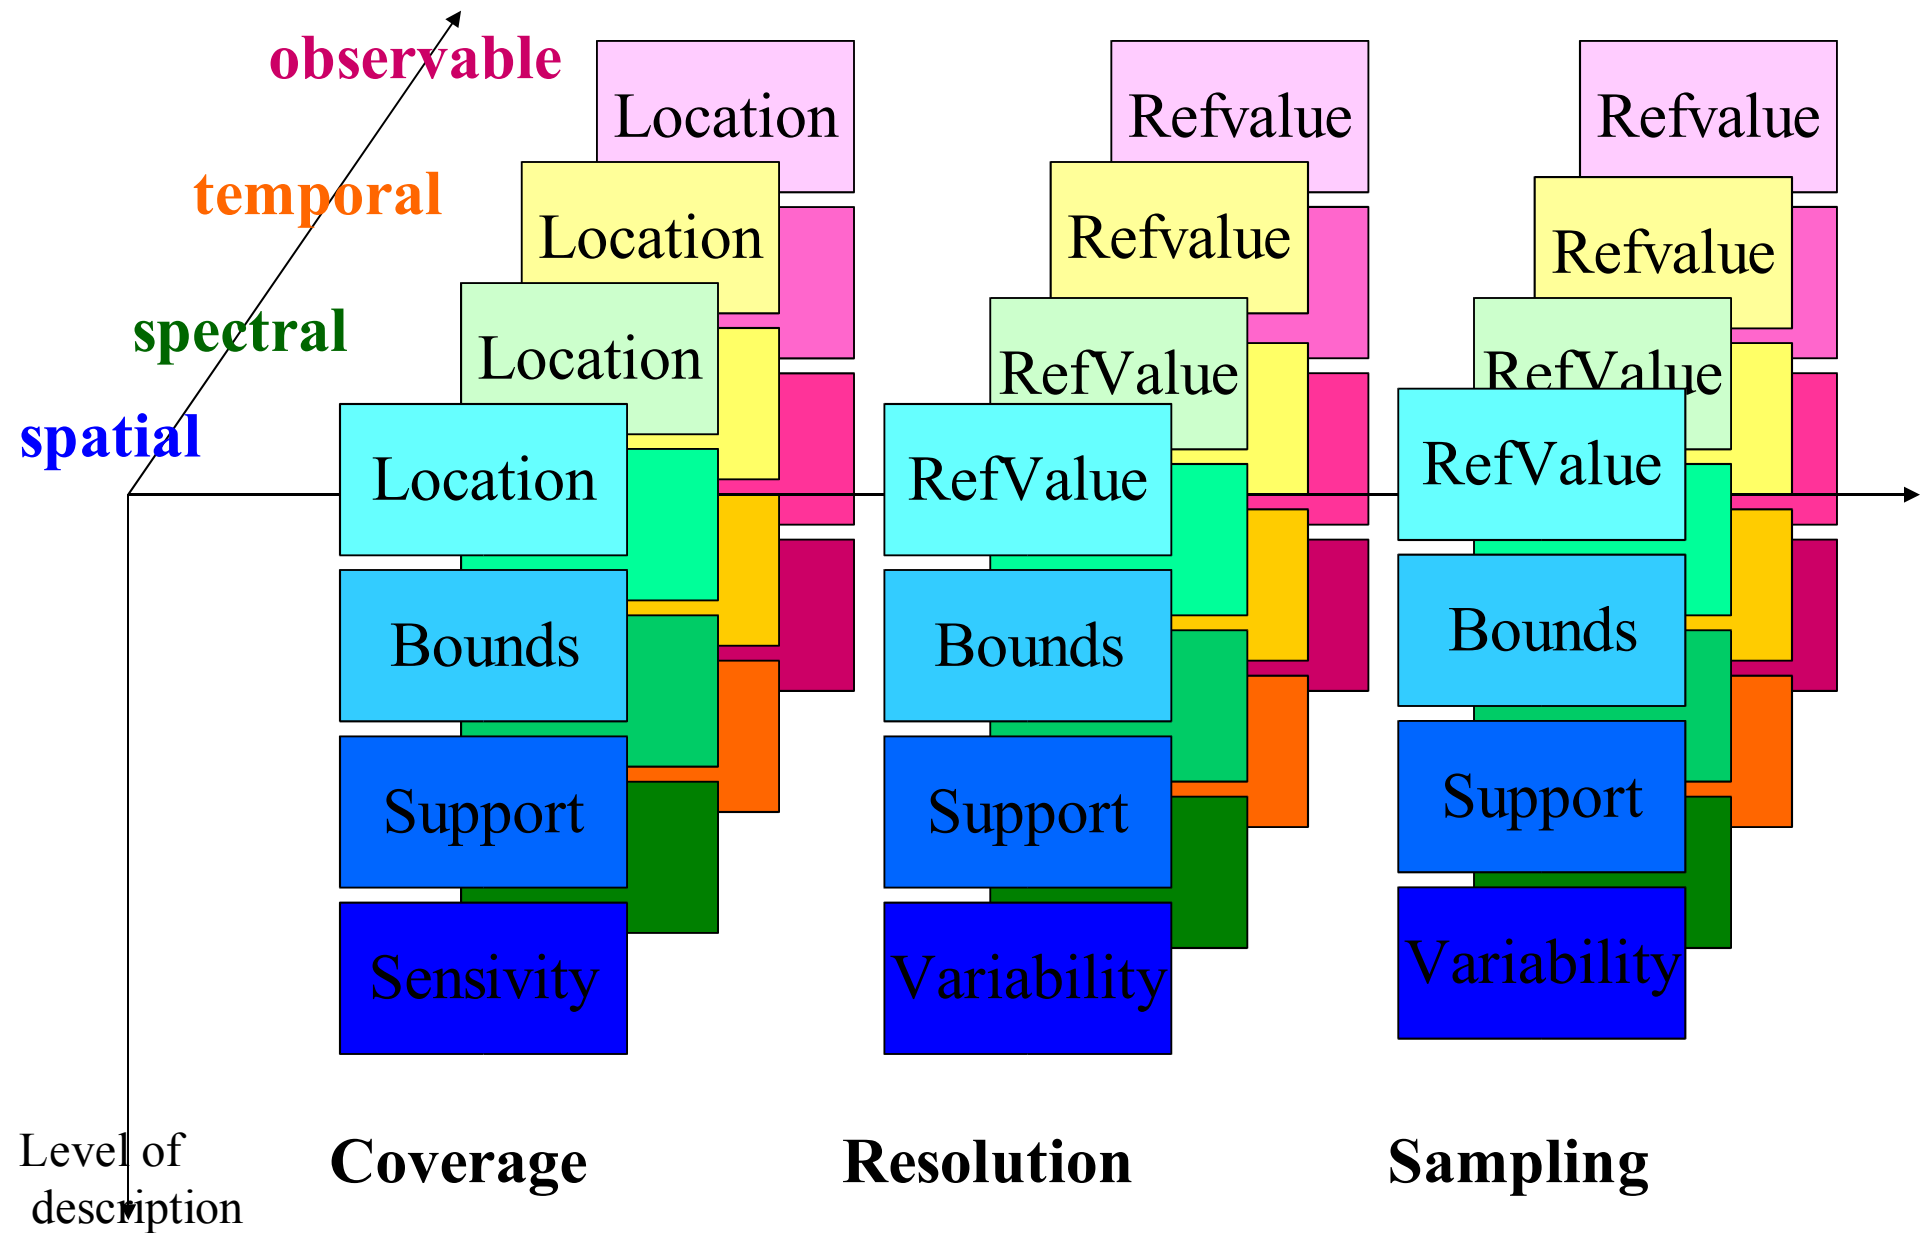 observable
Location
Refvalue
Refvalue
temporal
Location
Refvalue
Refvalue
spectral
Location
RefValue
RefValue
spatial
Location
RefValue
RefValue
Bounds
Bounds
Bounds
Support
Support
Support
Sensivity
Variability
Variability
Level of
description
Coverage
Resolution
Sampling